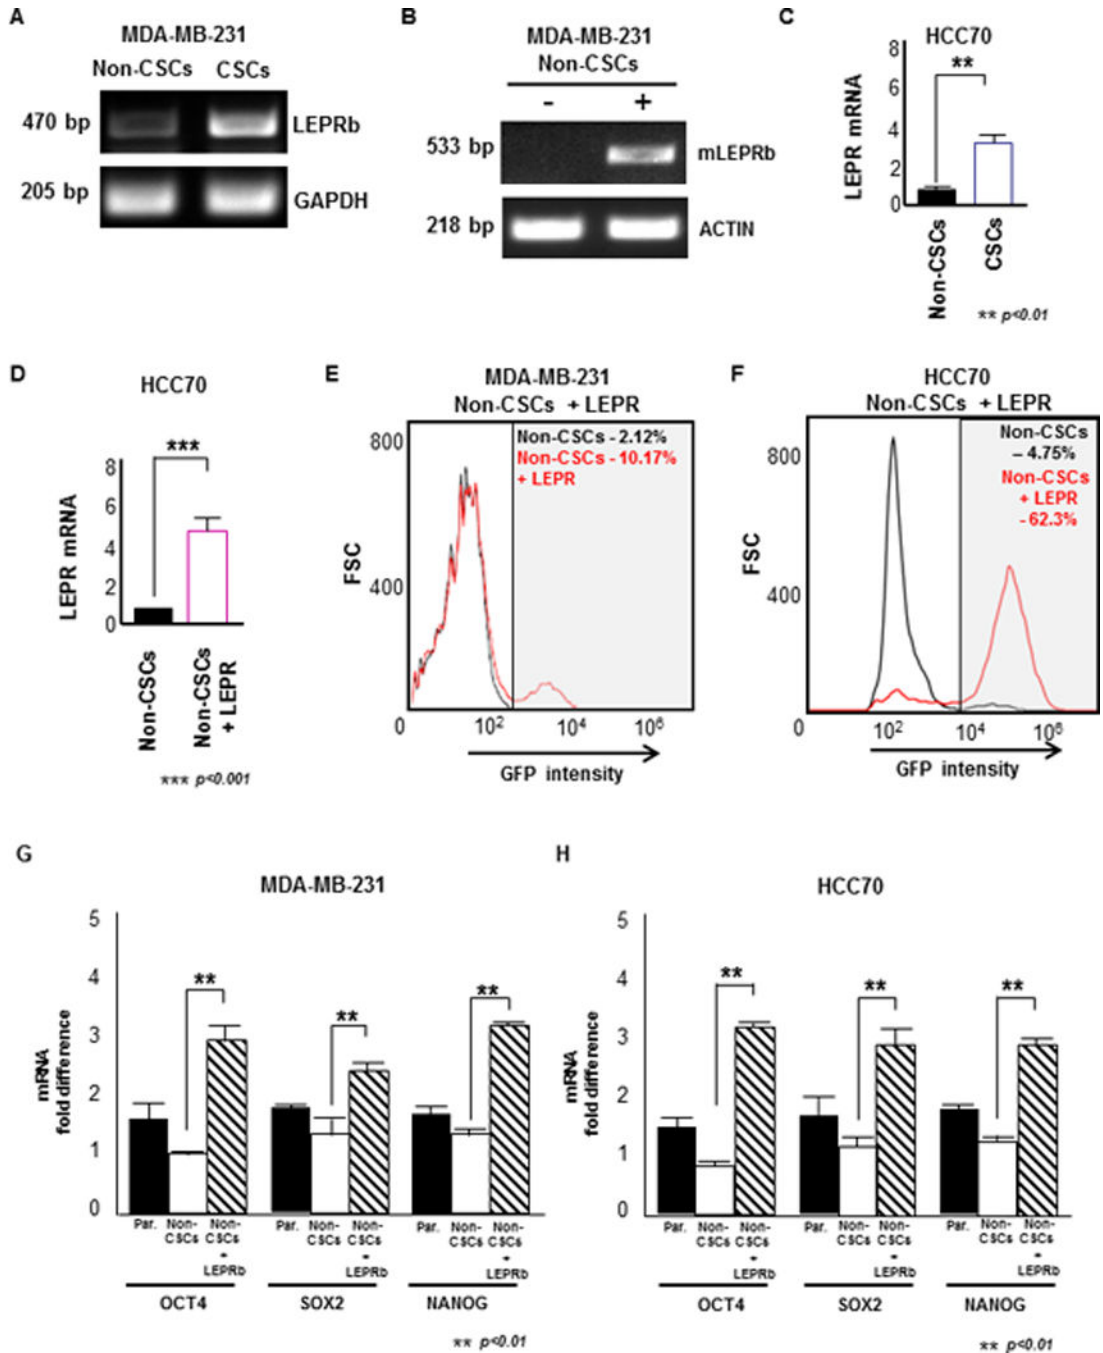 A
MDA-MB-231
Non-CSCs CSCs
470 bp LEPRb
205 bp GAPDH
B
MDA-MB-231
Non-CSCs
- +
533 bp mLEPRb
218 bp ACTIN
C
HCC70
**
LEPR mRNA
8
6
4
2
0
Non-CSCs
CSCs
** p<0.01
D
HCC70
***
LEPR mRNA
8
6
4
2
0
Non-CSCs
Non-CSCs
+ LEPR
*** p<0.001
E
MDA-MB-231
Non-CSCs + LEPR
Non-CSCs - 2.12%
Non-CSCs - 10.17%
+ LEPR
FSC
800
400
0 10² 10⁴ 10⁶
GFP intensity
F
HCC70
Non-CSCs + LEPR
Non-CSCs
– 4.75%
Non-CSCs
+ LEPR
- 62.3%
FSC
800
400
0 10² 10⁴ 10⁶
GFP intensity
G
MDA-MB-231
mRNA
fold difference
5
4
3
2
1
0
** ** **
Par. Non-CSCs Non-CSCs + LEPRb
Par. Non-CSCs Non-CSCs + LEPRb
Par. Non-CSCs Non-CSCs + LEPRb
OCT4 SOX2 NANOG
** p<0.01
H
HCC70
mRNA
fold difference
5
4
3
2
1
0
** ** **
Par. Non-CSCs Non-CSCs + LEPRb
Par. Non-CSCs Non-CSCs + LEPRb
Par. Non-CSCs Non-CSCs + LEPRb
OCT4 SOX2 NANOG
** p<0.01